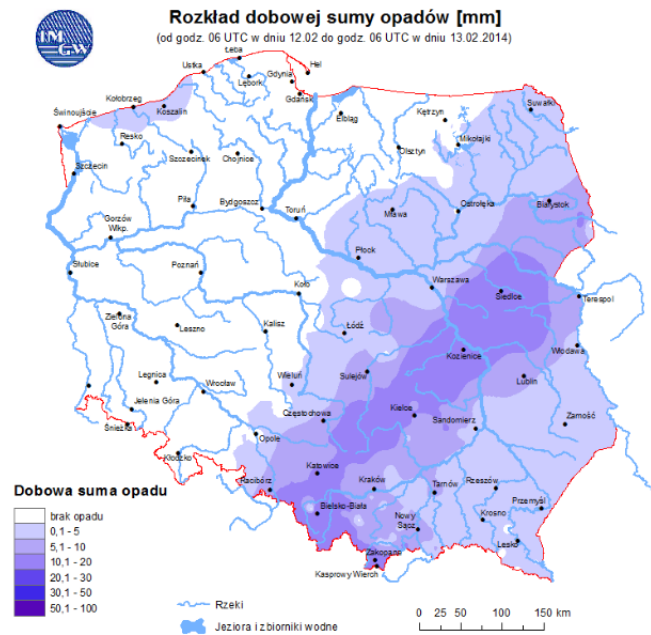 IM
GW
Rozkład dobowej sumy opadów [mm]
(od godz. 06 UTC w dniu 12.02 do godz. 06 UTC w dniu 13.02.2014)
Łeba
Hel
Ustka
Gdynia
Lębork
Gdańsk
Kołobrzeg
Koszalin
Świnoujście
Elbląg
Kętrzyn
Suwałki
Resko
Mikołajki
Olsztyn
Szczecinek
Chojnice
Szczecin
Piła
Bydgoszcz
Toruń
Mława
Ostrołęka
Białystok
Gorzów
Wlkp.
Płock
Słubice
Poznań
Koło
Warszawa
Siedlce
Terespol
Zielona
Góra
Leszno
Kalisz
Łódź
Kozienice
Włodawa
Legnica
Wrocław
Wieluń
Sulejów
Lublin
Jelenia Góra
Śnieżka
Częstochowa
Kielce
Sandomierz
Zamość
Opole
Kłodzko
Katowice
Racibórz
Kraków
Tarnów
Rzeszów
Przemyśl
Bielsko-Biała
Nowy
Sącz
Krosno
Lesko
Zakopane
Kasprowy Wierch
Dobowa suma opadu
brak opadu
0,1 - 5
5,1 - 10
10,1 - 20
20,1 - 30
30,1 - 50
50,1 - 100
Rzeki
Jeziora i zbiorniki wodne
0 25 50 100 150 km